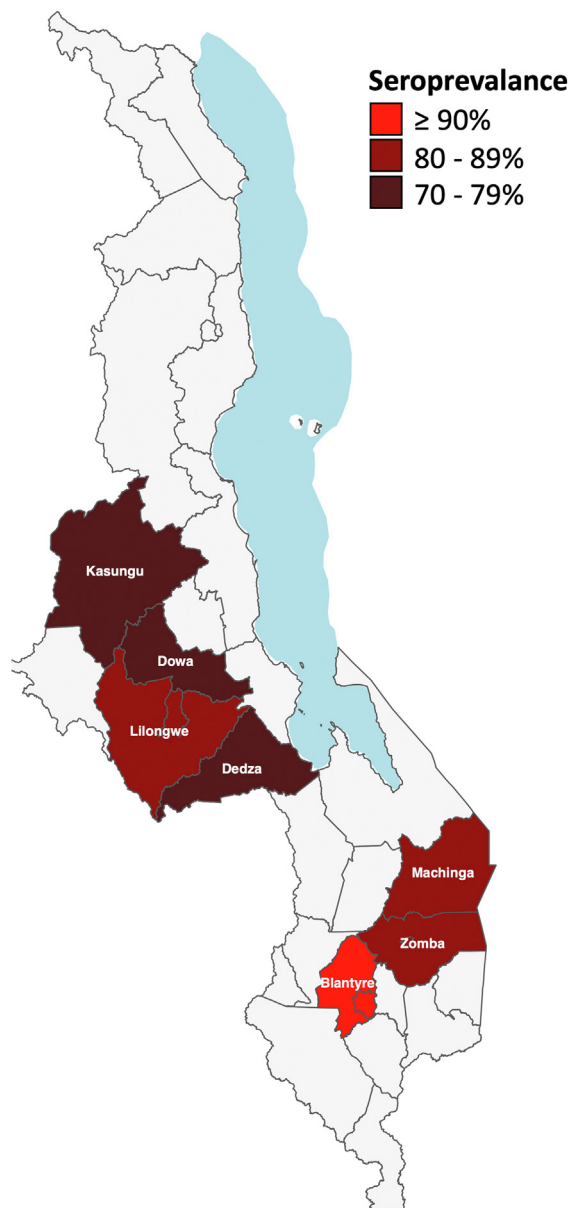 Seroprevalance
≥ 90%
80 - 89%
70 - 79%
Kasungu
Dowa
Lilongwe
Dedza
Machinga
Zomba
Blantyre